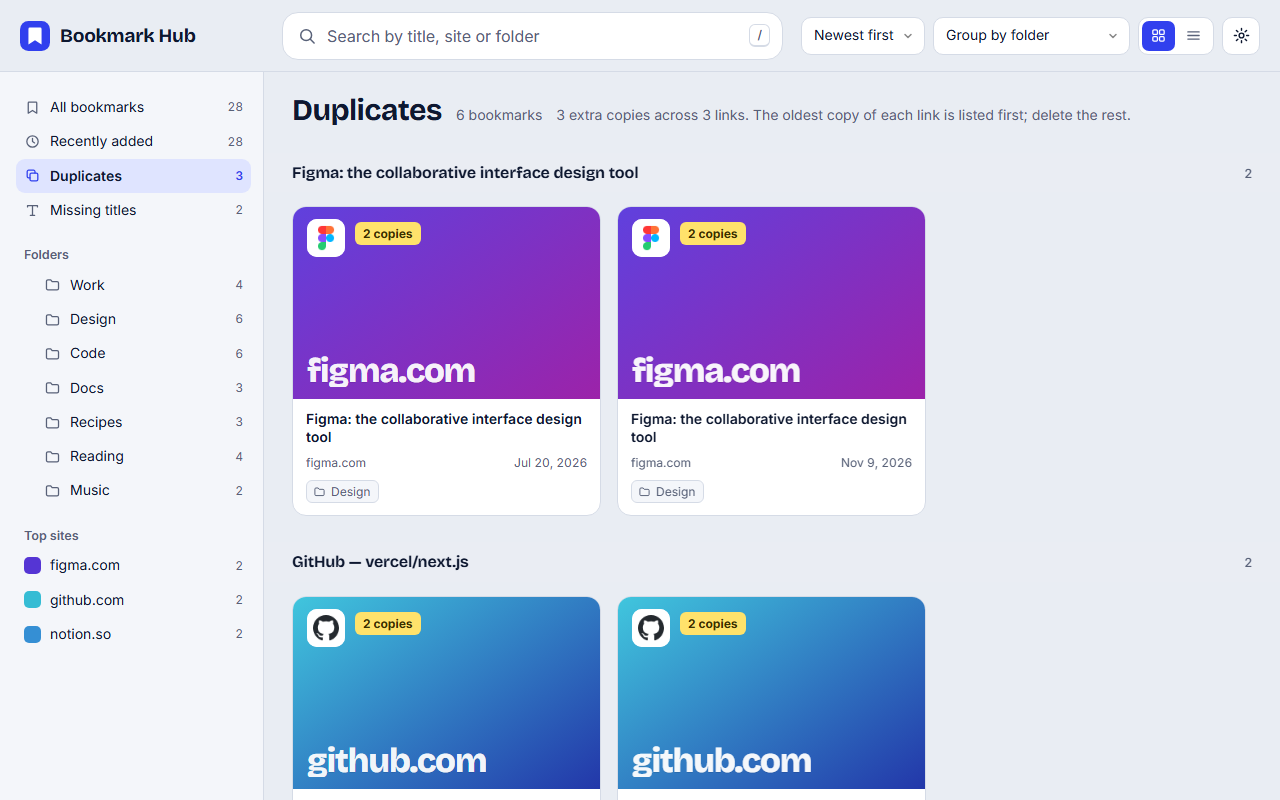 Bookmark Hub
Search by title, site or folder
/
Newest first
Group by folder
All bookmarks 28
Recently added 28
Duplicates 3
Missing titles 2
Folders
Work 4
Design 6
Code 6
Docs 3
Recipes 3
Reading 4
Music 2
Top sites
figma.com 2
github.com 2
notion.so 2
Duplicates 6 bookmarks 3 extra copies across 3 links. The oldest copy of each link is listed first; delete the rest.
Figma: the collaborative interface design tool 2
2 copies
figma.com
Figma: the collaborative interface design
tool
figma.com Jul 20, 2026
Design
2 copies
figma.com
Figma: the collaborative interface design
tool
figma.com Nov 9, 2026
Design
GitHub — vercel/next.js 2
2 copies
github.com
2 copies
github.com